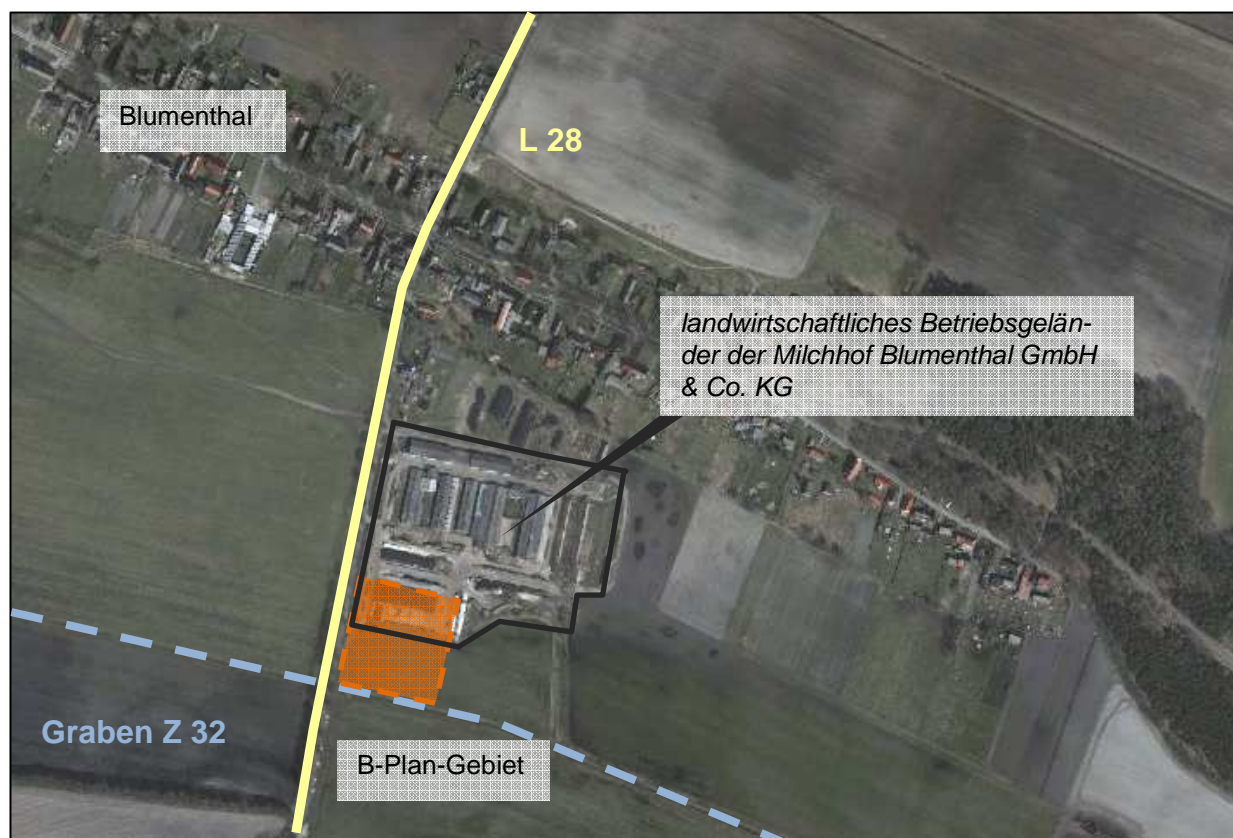 Blumenthal
L 28
landwirtschaftliches Betriebsgelän-
der der Milchhof Blumenthal GmbH
& Co. KG
Graben Z 32
B-Plan-Gebiet